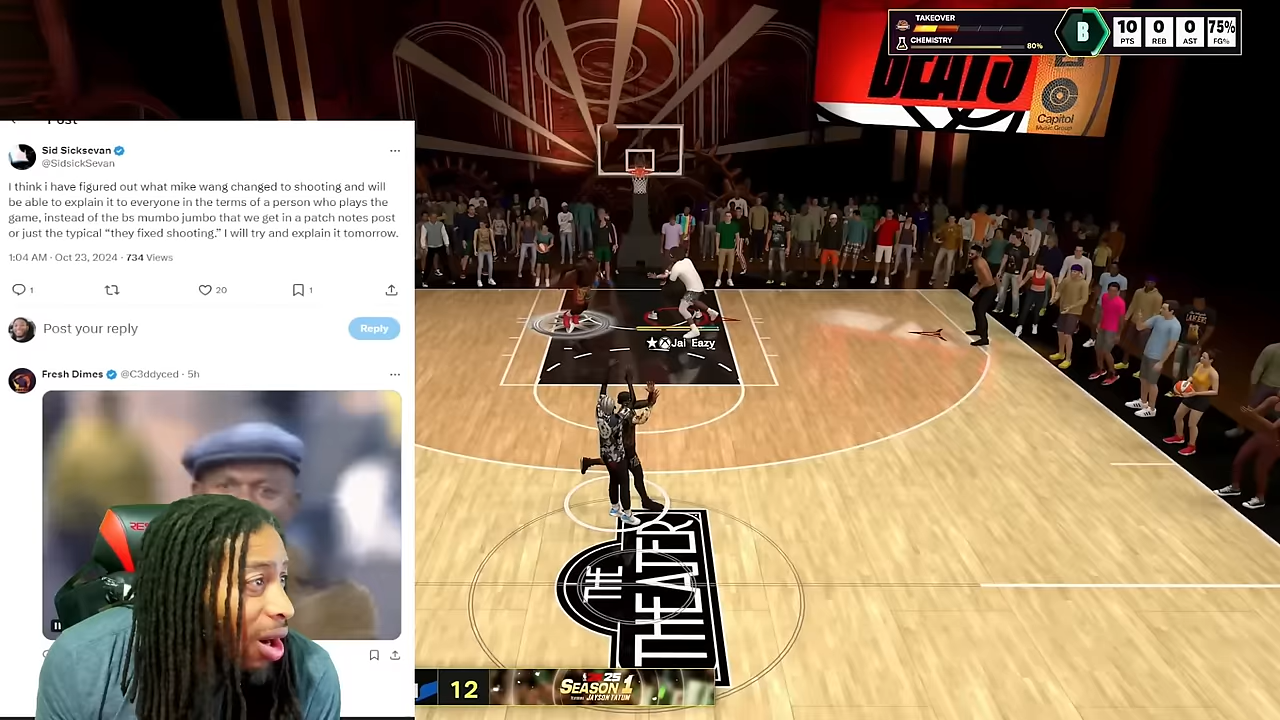 Post
Sid Sicksevan
@SidsickSevan
I think i have figured out what mike wang changed to shooting and will
be able to explain it to everyone in the terms of a person who plays the
game, instead of the bs mumbo jumbo that we get in a patch notes post
or just the typical “they fixed shooting.” I will try and explain it tomorrow.
1:04 AM · Oct 23, 2024 · 734 Views
1
20
1
Post your reply
Reply
Fresh Dimes @C3ddyced · 5h
TAKEOVER
CHEMISTRY
80%
B
10 0 0 75%
PTS REB AST FG%
BEATS
Capitol
Music Group
Jai Eazy
THE
THEATER
12
2K25
SEASON 1
JAYSON TATUM